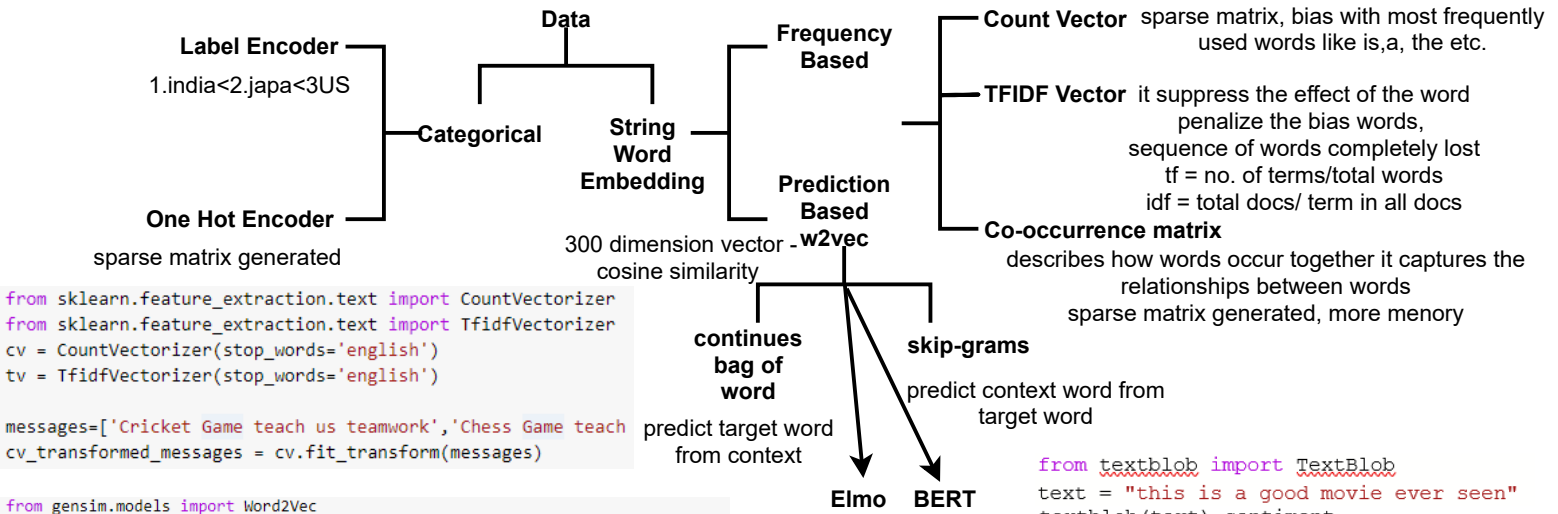 Data
Label Encoder
1.india<2.japa<3US
Categorical
One Hot Encoder
sparse matrix generated
String
Word
Embedding
Frequency
Based
Prediction
Based
w2vec
300 dimension vector -
cosine similarity
Count Vector sparse matrix, bias with most frequently
used words like is,a, the etc.
TFIDF Vector it suppress the effect of the word
penalize the bias words,
sequence of words completely lost
tf = no. of terms/total words
idf = total docs/ term in all docs
Co-occurrence matrix
describes how words occur together it captures the
relationships between words
sparse matrix generated, more menory
continues
bag of
word
predict target word
from context
skip-grams
predict context word from
target word
Elmo
BERT
from sklearn.feature_extraction.text import CountVectorizer
from sklearn.feature_extraction.text import TfidfVectorizer
cv = CountVectorizer(stop_words='english')
tv = TfidfVectorizer(stop_words='english')
messages=['Cricket Game teach us teamwork','Chess Game teach
cv_transformed_messages = cv.fit_transform(messages)
from gensim.models import Word2Vec
from textblob import TextBlob
text = "this is a good movie ever seen"